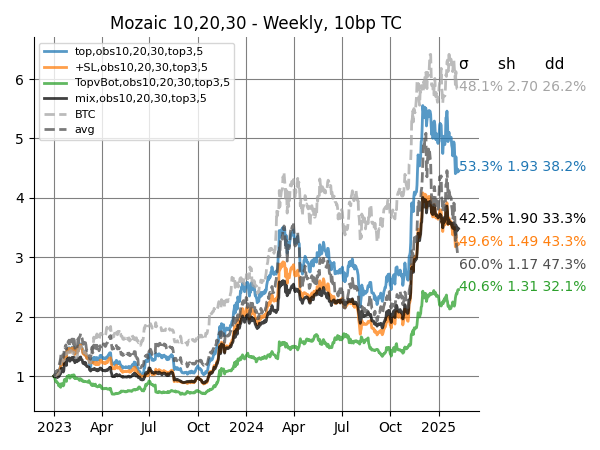 Mozaic 10,20,30 - Weekly, 10bp TC
top,obs10,20,30,top3,5
+SL,obs10,20,30,top3,5
TopvBot,obs10,20,30,top3,5
mix,obs10,20,30,top3,5
BTC
avg
σ sh dd
48.1% 2.70 26.2%
53.3% 1.93 38.2%
42.5% 1.90 33.3%
49.6% 1.49 43.3%
60.0% 1.17 47.3%
40.6% 1.31 32.1%
6
5
4
3
2
1
2023 Apr Jul Oct 2024 Apr Jul Oct 2025